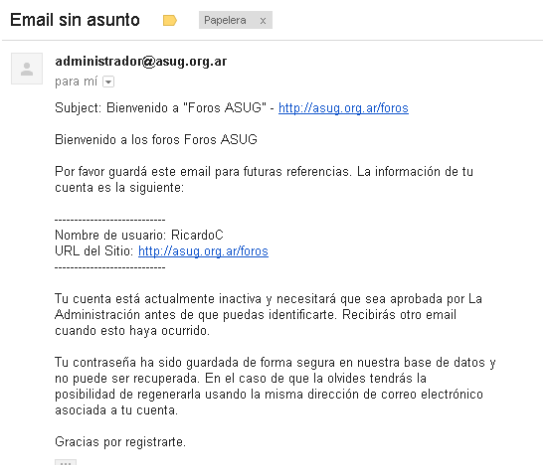 Email sin asunto
Papelera x
administrador@asug.org.ar
para mí
Subject: Bienvenido a "Foros ASUG" - http://asug.org.ar/foros
Bienvenido a los foros Foros ASUG
Por favor guardá este email para futuras referencias. La información de tu
cuenta es la siguiente:
----------------------------
Nombre de usuario: RicardoC
URL del Sitio: http://asug.org.ar/foros
----------------------------
Tu cuenta está actualmente inactiva y necesitará que sea aprobada por La
Administración antes de que puedas identificarte. Recibirás otro email
cuando esto haya ocurrido.
Tu contraseña ha sido guardada de forma segura en nuestra base de datos y
no puede ser recuperada. En el caso de que la olvides tendrás la
posibilidad de regenerarla usando la misma dirección de correo electrónico
asociada a tu cuenta.
Gracias por registrarte.